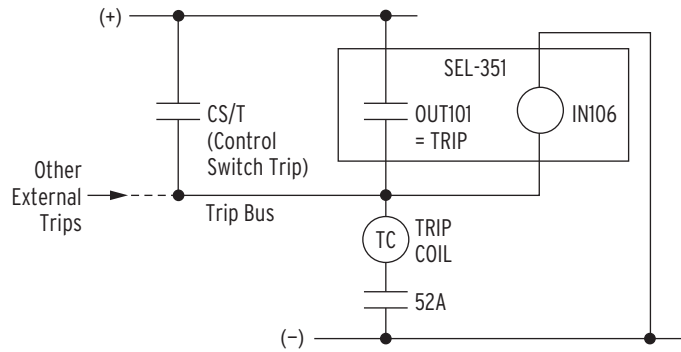 (+)
SEL-351
CS/T
(Control
Switch Trip)
OUT101
= TRIP
IN106
Other
External
Trips
Trip Bus
TC
TRIP
COIL
52A
(–)